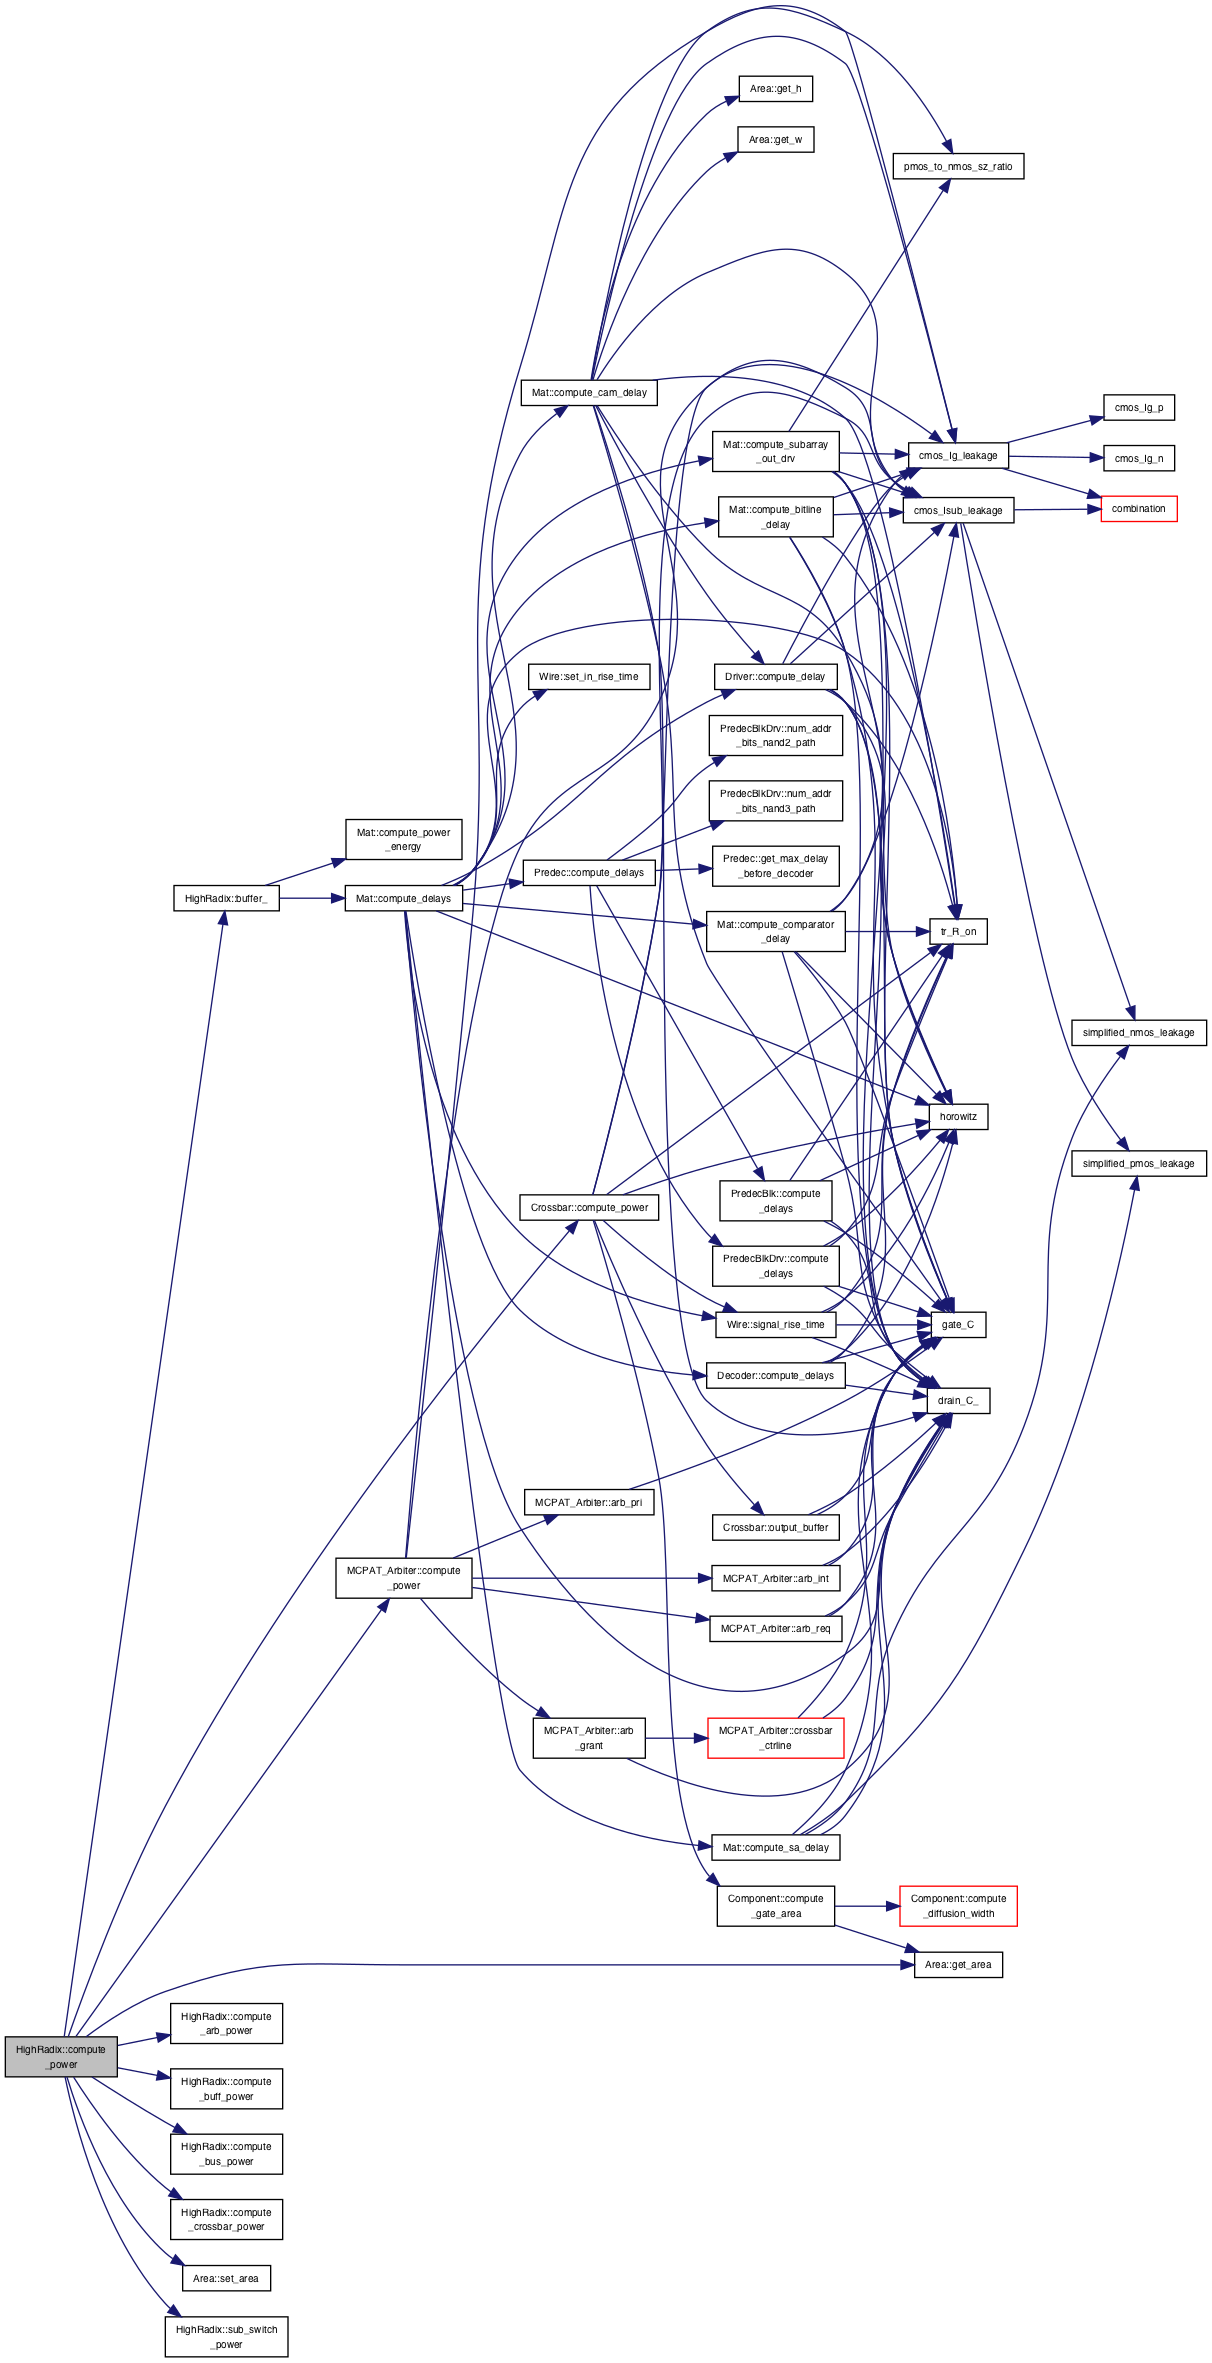 Area::get_h
Area::get_w
pmos_to_nmos_sz_ratio
Mat::compute_cam_delay
cmos_Ig_p
Mat::compute_subarray
_out_drv
cmos_Ig_leakage
cmos_Ig_n
Mat::compute_bitline
_delay
cmos_Isub_leakage
combination
Wire::set_in_rise_time
Driver::compute_delay
PredecBlkDrv::num_addr
_bits_nand2_path
PredecBlkDrv::num_addr
_bits_nand3_path
Mat::compute_power
_energy
Predec::compute_delays
Predec::get_max_delay
_before_decoder
HighRadix::buffer_
Mat::compute_delays
Mat::compute_comparator
_delay
tr_R_on
simplified_nmos_leakage
horowitz
simplified_pmos_leakage
PredecBlk::compute
_delays
Crossbar::compute_power
PredecBlkDrv::compute
_delays
Wire::signal_rise_time
gate_C
Decoder::compute_delays
drain_C_
MCPAT_Arbiter::arb_pri
Crossbar::output_buffer
MCPAT_Arbiter::compute
_power
MCPAT_Arbiter::arb_int
MCPAT_Arbiter::arb_req
MCPAT_Arbiter::arb
_grant
MCPAT_Arbiter::crossbar
_ctrline
Mat::compute_sa_delay
Component::compute
_gate_area
Component::compute
_diffusion_width
Area::get_area
HighRadix::compute
_arb_power
HighRadix::compute
_power
HighRadix::compute
_buff_power
HighRadix::compute
_bus_power
HighRadix::compute
_crossbar_power
Area::set_area
HighRadix::sub_switch
_power